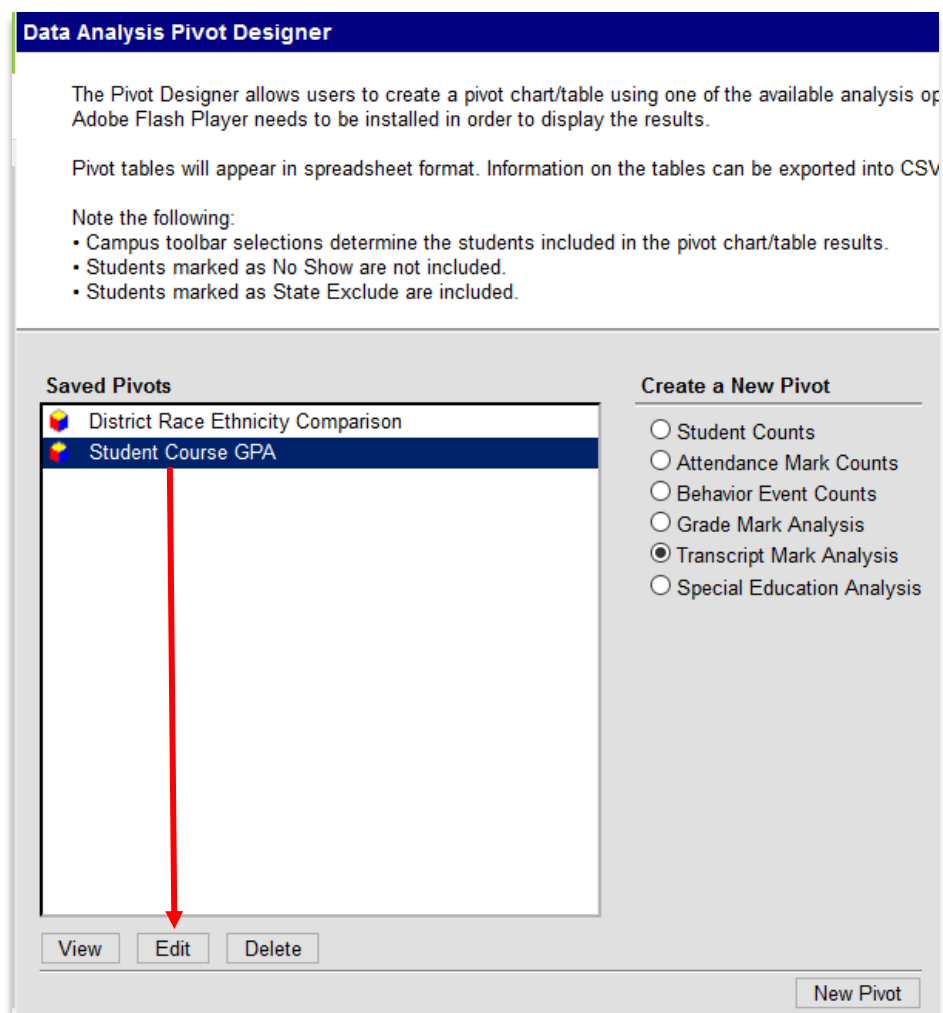 Data Analysis Pivot Designer
The Pivot Designer allows users to create a pivot chart/table using one of the available analysis
Adobe Flash Player needs to be installed in order to display the results.
Pivot tables will appear in spreadsheet format. Information on the tables can be exported into CSV
Note the following:
• Campus toolbar selections determine the students included in the pivot chart/table results.
• Students marked as No Show are not included.
• Students marked as State Exclude are included.
Saved Pivots
District Race Ethnicity Comparison
Student Course GPA
View Edit Delete
Create a New Pivot
Student Counts
Attendance Mark Counts
Behavior Event Counts
Grade Mark Analysis
Transcript Mark Analysis
Special Education Analysis
New Pivot